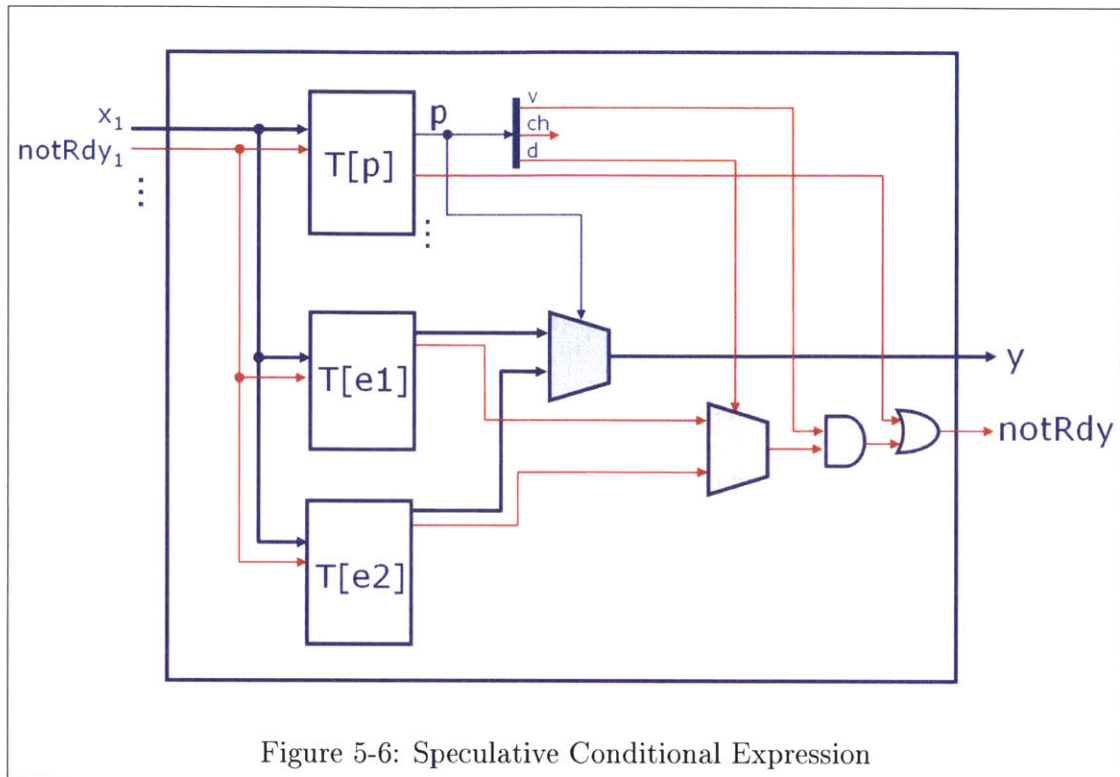 x1
notRdy1
⋮
T[p]
p
v
ch
d
⋮
T[e1]
T[e2]
y
notRdy
Figure 5-6: Speculative Conditional Expression